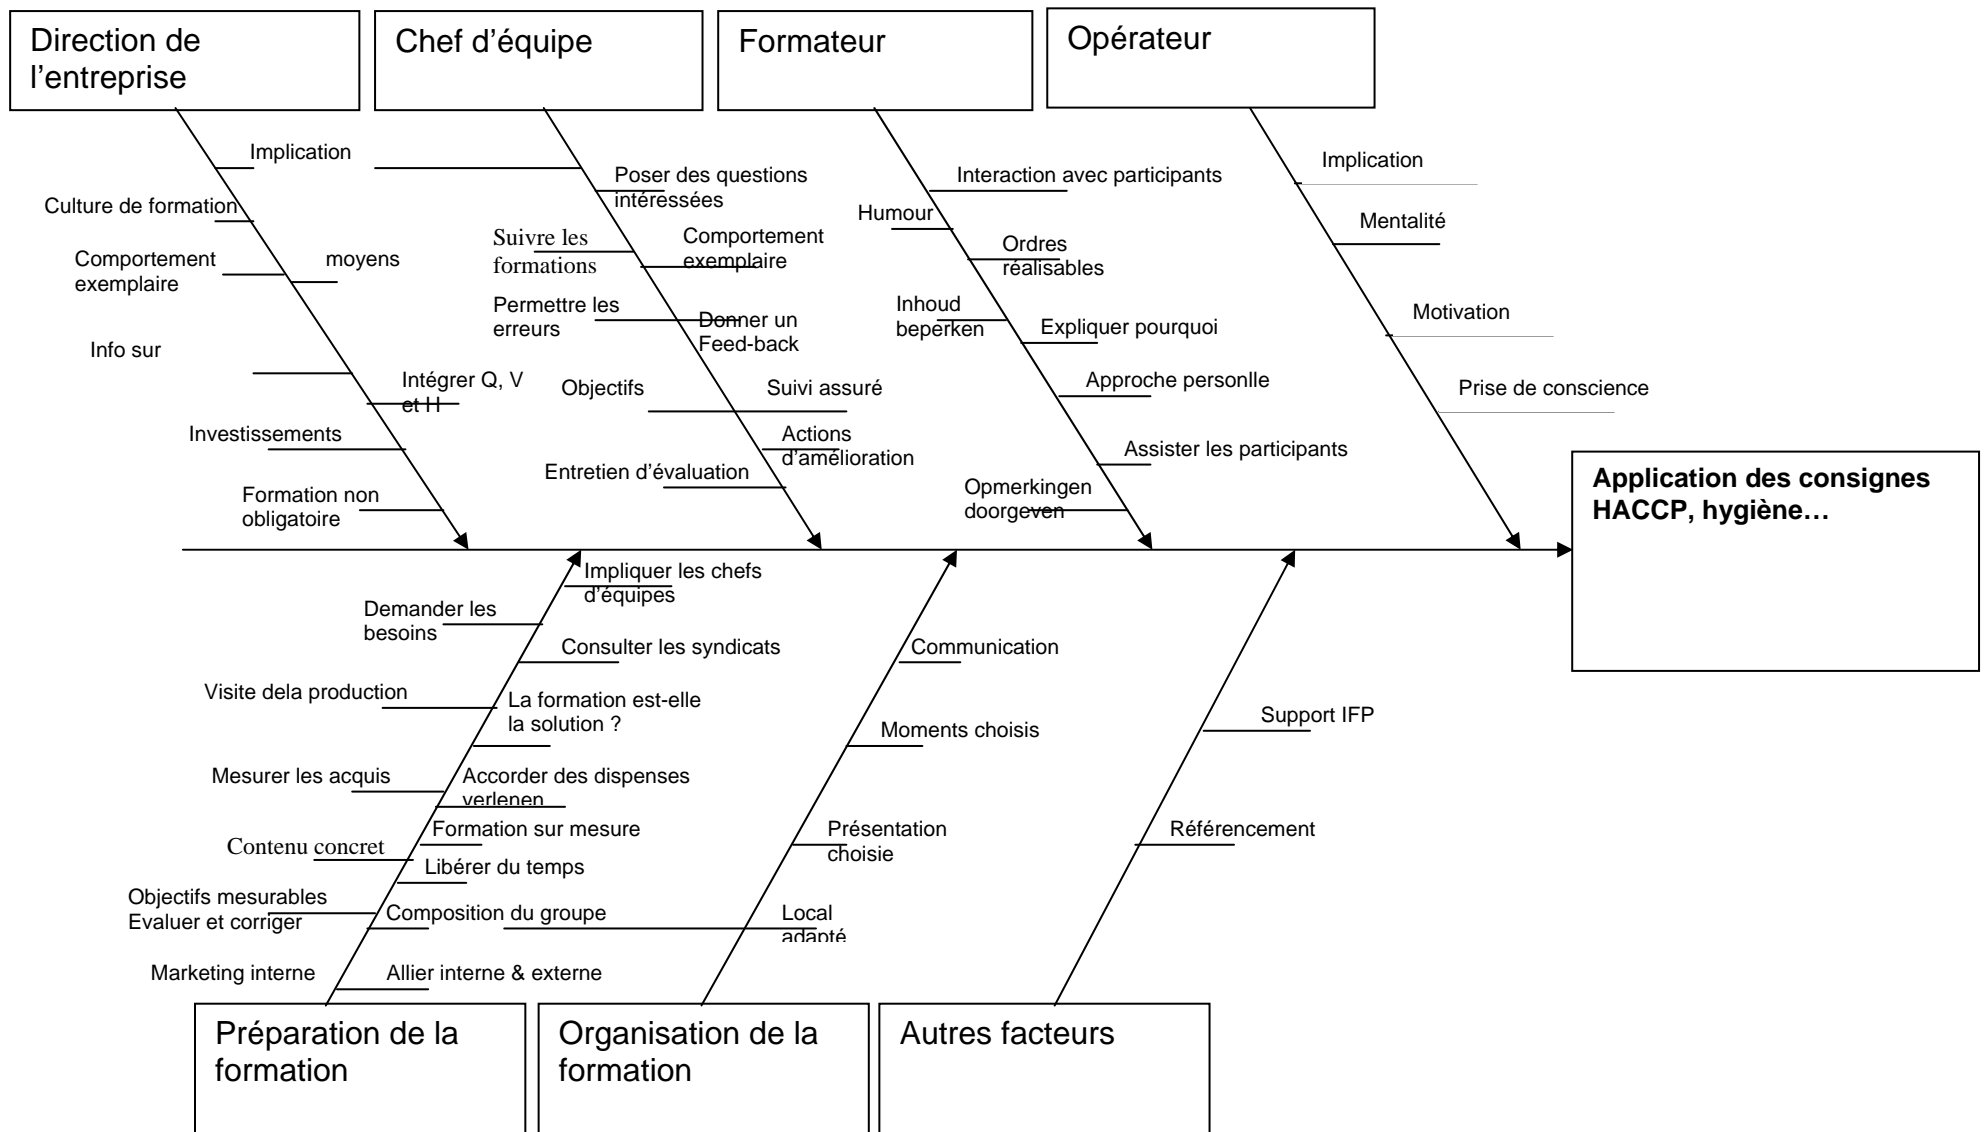 Direction de
l'entreprise
Chef d'équipe
Formateur
Opérateur
Implication
Culture de formation
Comportement
exemplaire
moyens
Info sur
Intégrer Q, V
et H
Investissements
Formation non
obligatoire
Poser des questions
intéressées
Suivre les
formations
Comportement
exemplaire
Permettre les
erreurs
Donner un
Feed-back
Objectifs
Suivi assuré
Actions
d'amélioration
Entretien d'évaluation
Interaction avec participants
Humour
Ordres
réalisables
Inhoud
beperken
Expliquer pourquoi
Approche personlle
Assister les participants
Opmerkingen
doorgeven
Implication
Mentalité
Motivation
Prise de conscience
Application des consignes
HACCP, hygiène…
Impliquer les chefs
d'équipes
Demander les
besoins
Consulter les syndicats
Visite dela production
La formation est-elle
la solution ?
Mesurer les acquis
Accorder des dispenses
verlenen
Formation sur mesure
Contenu concret
Libérer du temps
Objectifs mesurables
Evaluer et corriger
Composition du groupe
Marketing interne
Allier interne & externe
Communication
Moments choisis
Présentation
choisie
Local
adapté
Support IFP
Référencement
Préparation de la
formation
Organisation de la
formation
Autres facteurs